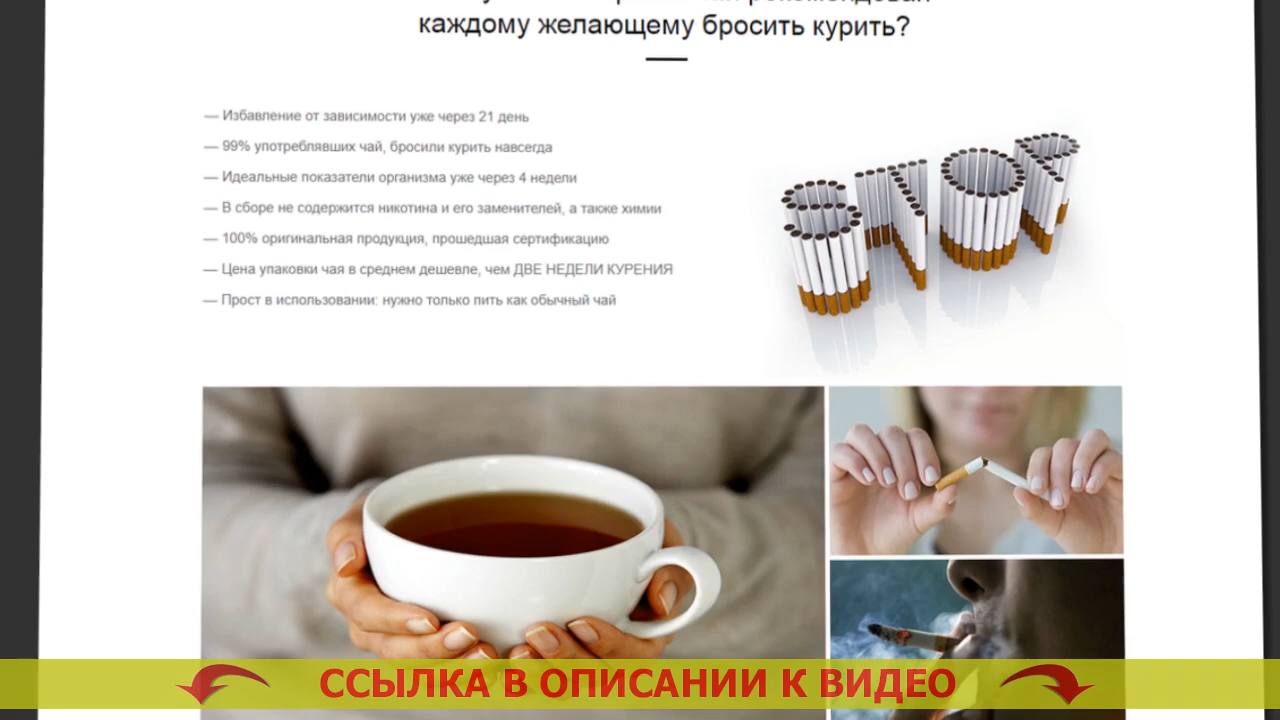 каждому желающему бросить курить?
— Избавление от зависимости уже через 21 день
— 99% употреблявших чай, бросили курить навсегда
— Идеальные показатели организма уже через 4 недели
— В сборе не содержится никотина и его заменителей, а также химии
— 100% оригинальная продукция, прошедшая сертификацию
— Цена упаковки чая в среднем дешевле, чем ДВЕ НЕДЕЛИ КУРЕНИЯ
— Прост в использовании: нужно только пить как обычный чай
STOP
ССЫЛКА В ОПИСАНИИ К ВИДЕО